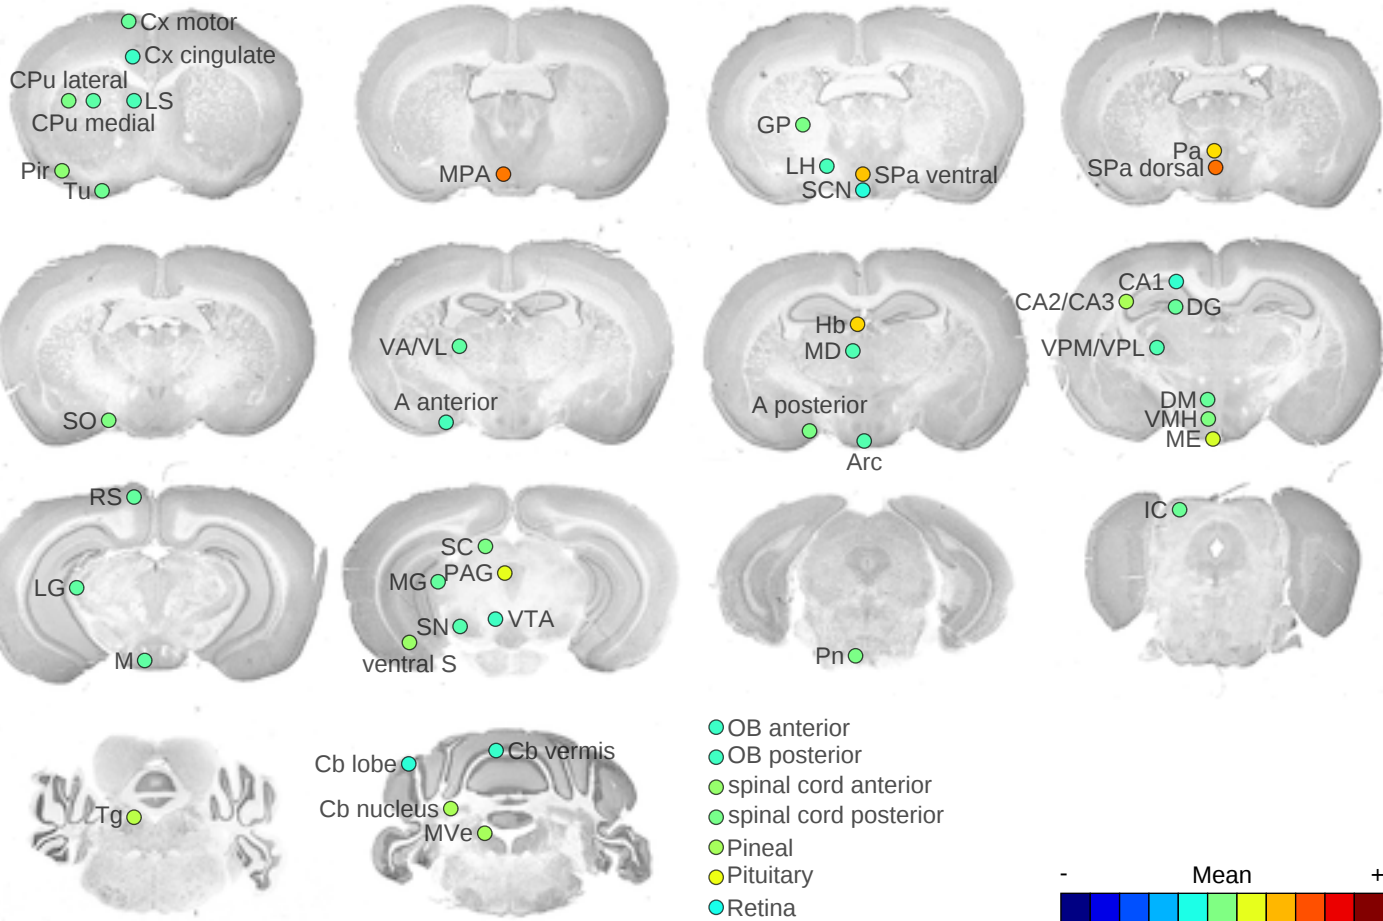 Cx motor
Cx cingulate
CPu lateral
LS
CPu medial
Pir
Tu
MPA
GP
LH
SPa ventral
SCN
Pa
SPa dorsal
SO
VA/VL
A anterior
Hb
MD
A posterior
Arc
CA1
CA2/CA3
DG
VPM/VPL
DM
VMH
ME
RS
LG
M
SC
PAG
MG
SN
VTA
ventral S
Pn
IC
Tg
Cb vermis
Cb lobe
Cb nucleus
MVe
OB anterior
OB posterior
spinal cord anterior
spinal cord posterior
Pineal
Pituitary
Retina
- Mean +